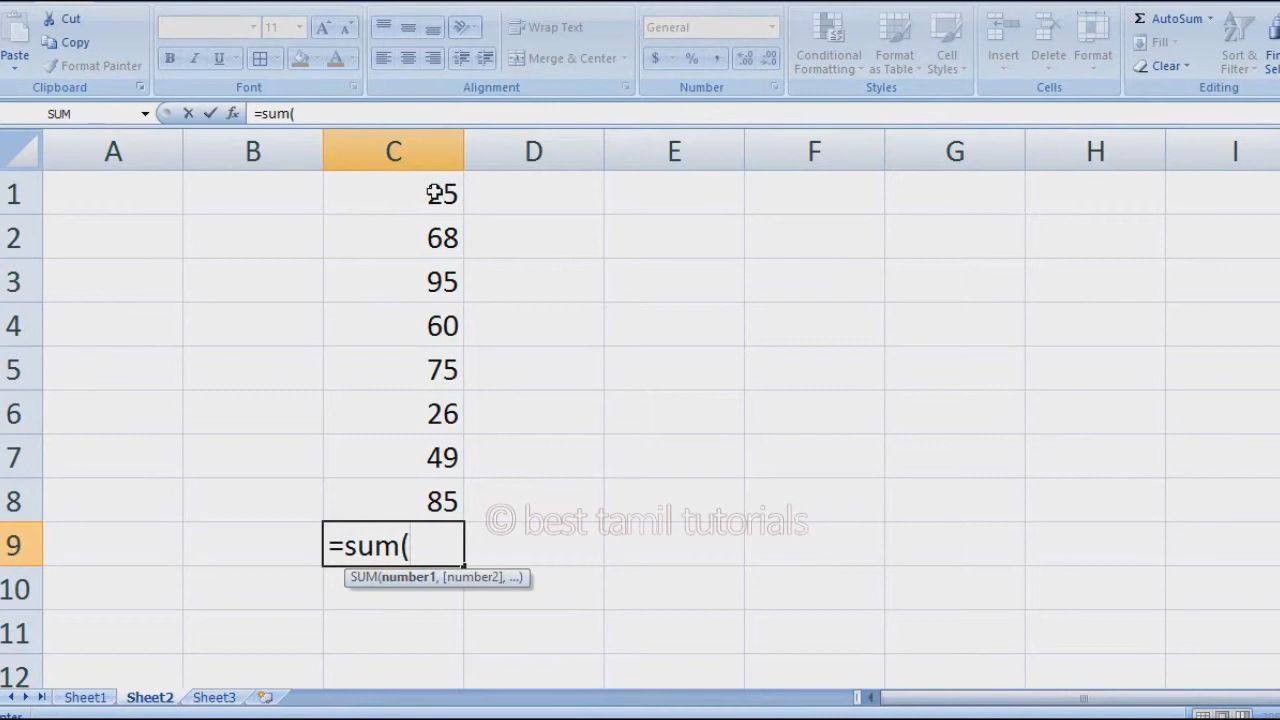 Cut
Copy
Format Painter
Paste
Clipboard
11
A A
B I U
A
Font
Wrap Text
Merge & Center
Alignment
General
$ % ,
Number
Conditional Formatting
Format as Table
Cell Styles
Styles
Insert
Delete
Format
Cells
Σ AutoSum
Fill
Clear
Sort & Filter
Editing
SUM
fx
=sum(
A B C D E F G H I
1
2 68
3 95
4 60
5 75
6 26
7 49
8 85
© best tamil tutorials
9 =sum(
SUM(number1, [number2], ...)
10
11
12
Sheet1 Sheet2 Sheet3